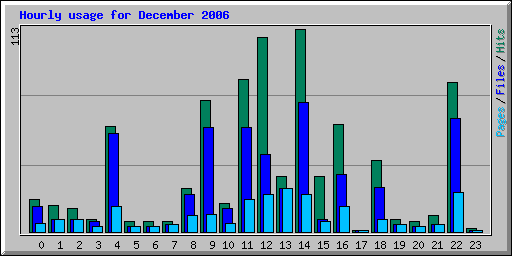 Hourly usage for December 2006
113
Pages / Files / Hits
0 1 2 3 4 5 6 7 8 9 10 11 12 13 14 15 16 17 18 19 20 21 22 23